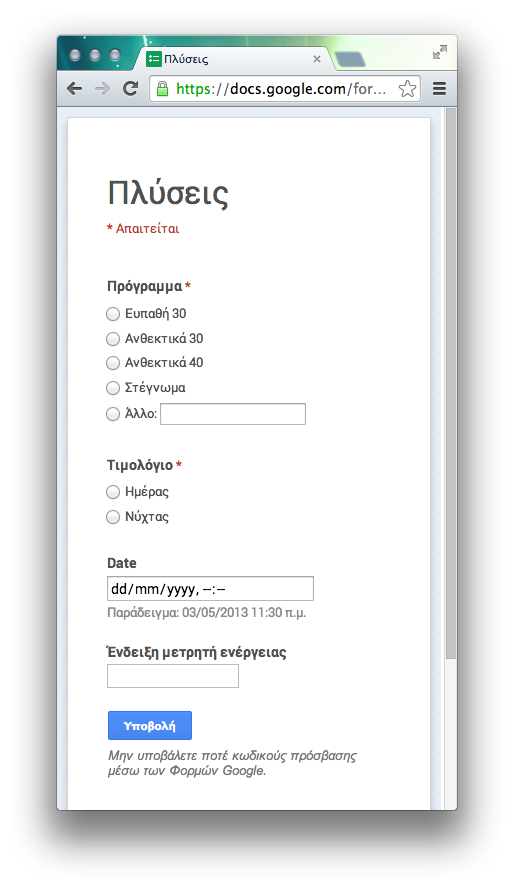 Πλύσεις
https://docs.google.com/for...
Πλύσεις
* Απαιτείται
Πρόγραμμα *
Ευπαθή 30
Ανθεκτικά 30
Ανθεκτικά 40
Στέγνωμα
Άλλο:
Τιμολόγιο *
Ημέρας
Νύχτας
Date
dd/mm/yyyy, --:--
Παράδειγμα: 03/05/2013 11:30 π.μ.
Ένδειξη μετρητή ενέργειας
Υποβολή
Μην υποβάλετε ποτέ κωδικούς πρόσβασης
μέσω των Φορμών Google.